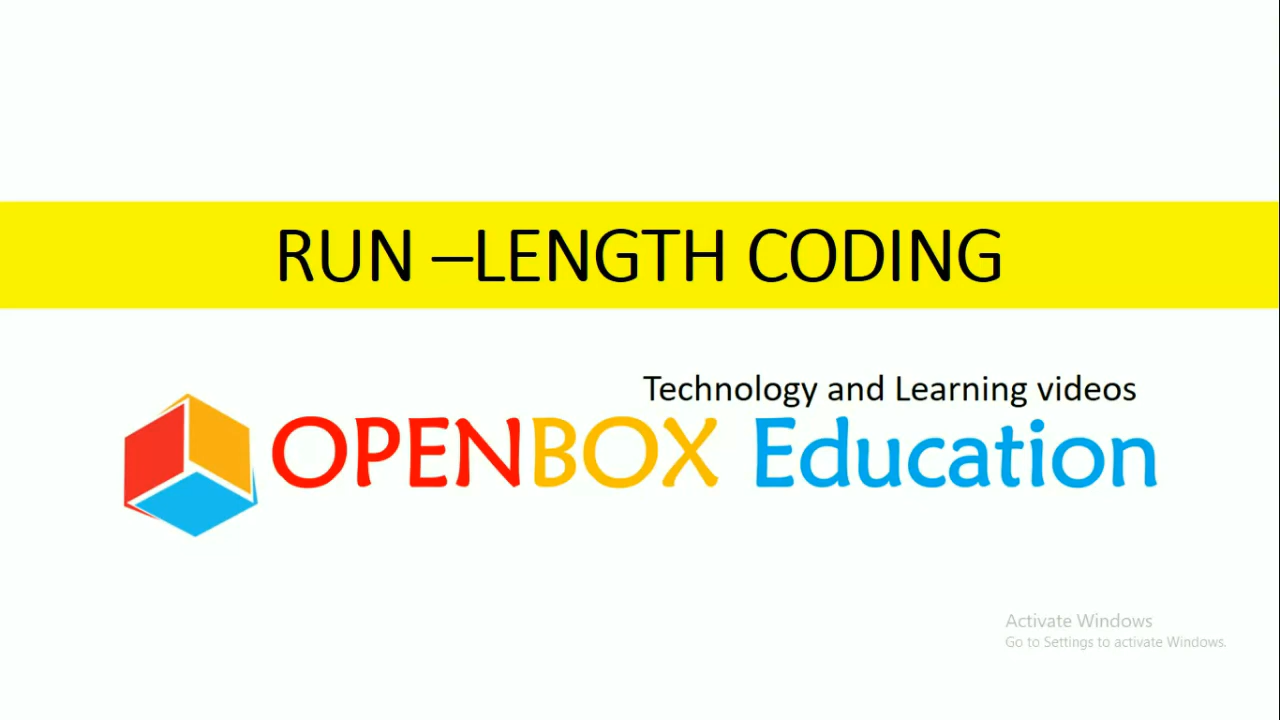 RUN –LENGTH CODING
Technology and Learning videos
OPENBOX Education
Activate Windows
Go to Settings to activate Windows.